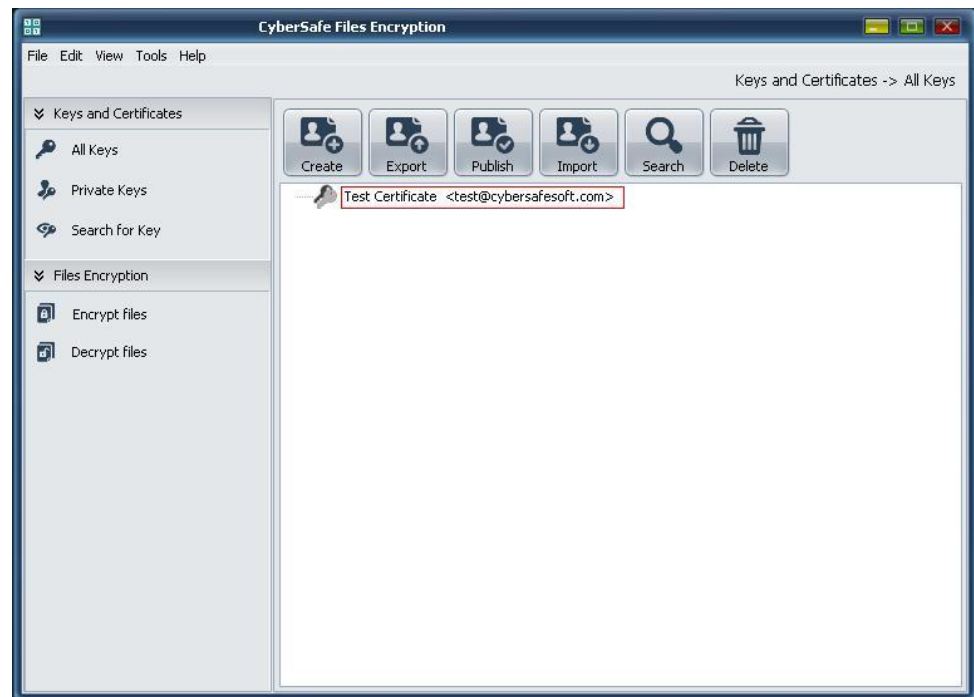 CyberSafe Files Encryption
File Edit View Tools Help
Keys and Certificates -> All Keys
Keys and Certificates
All Keys
Private Keys
Search for Key
Files Encryption
Encrypt files
Decrypt files
Create Export Publish Import Search Delete
Test Certificate <test@cybersafesoft.com>